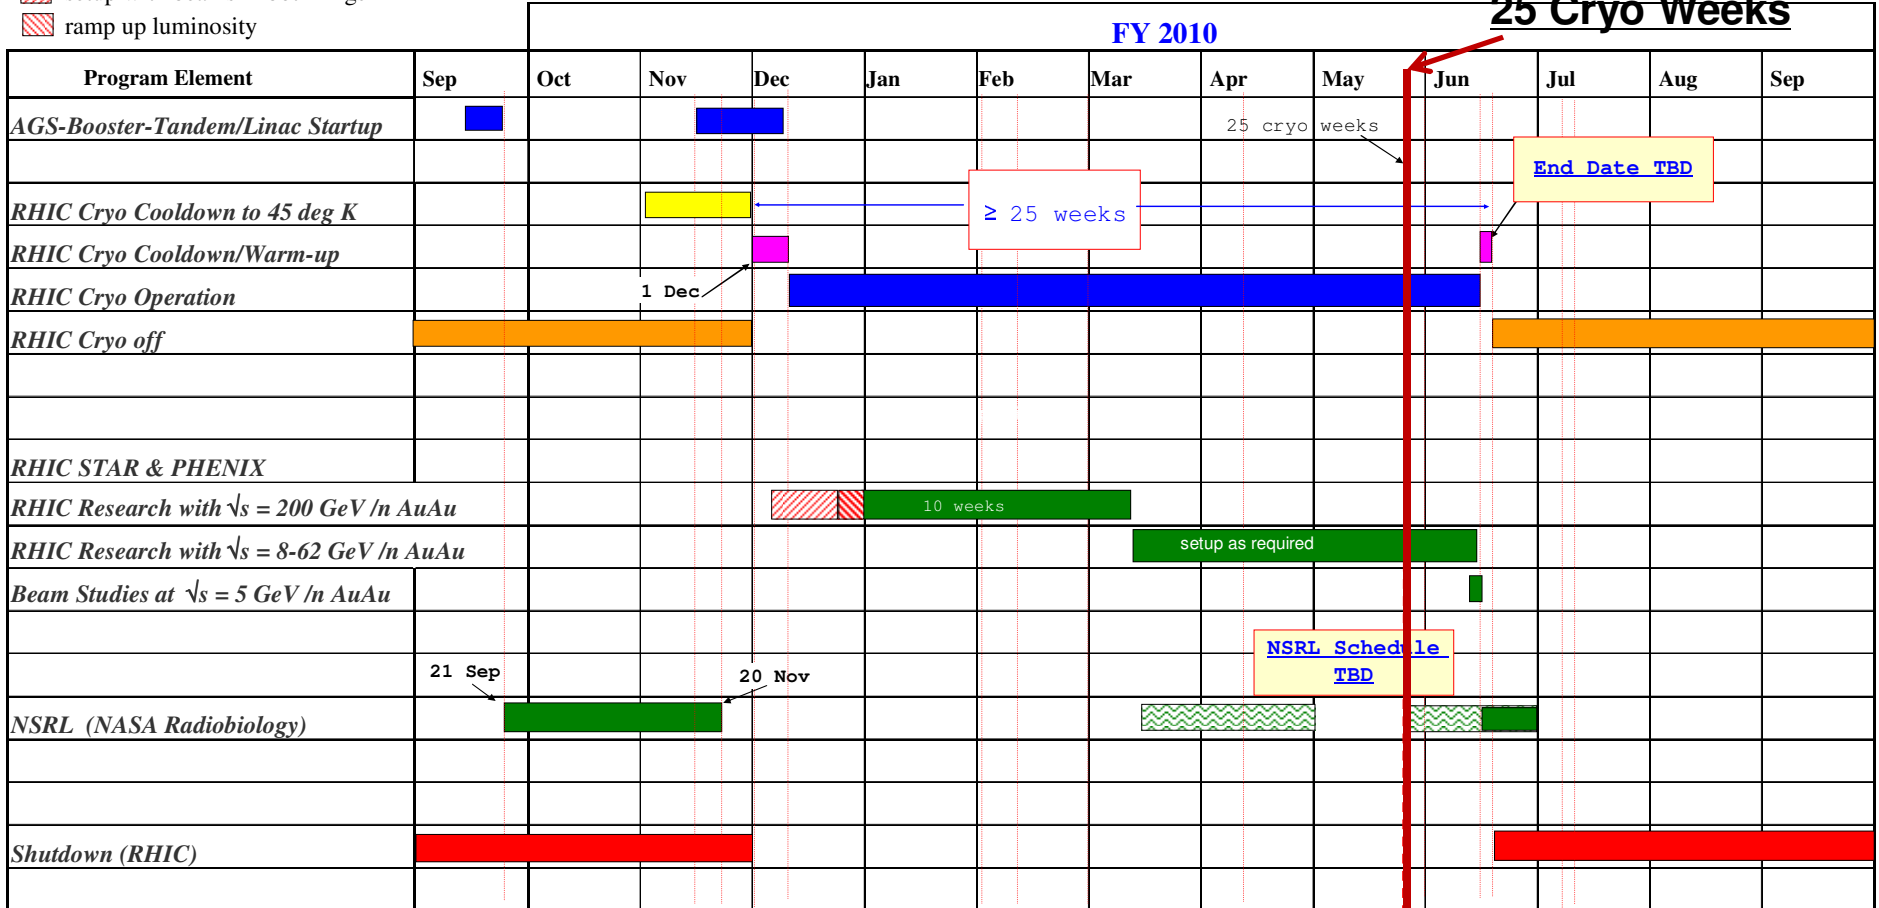 ramp up luminosity
25 Cryo Weeks
FY 2010
Program Element Sep Oct Nov Dec Jan Feb Mar Apr May Jun Jul Aug Sep
AGS-Booster-Tandem/Linac Startup
25 cryo weeks
End Date TBD
RHIC Cryo Cooldown to 45 deg K
≥ 25 weeks
RHIC Cryo Cooldown/Warm-up
1 Dec
RHIC Cryo Operation
RHIC Cryo off
RHIC STAR & PHENIX
RHIC Research with √s = 200 GeV /n AuAu
10 weeks
RHIC Research with √s = 8-62 GeV /n AuAu
setup as required
Beam Studies at √s = 5 GeV /n AuAu
NSRL Schedule
TBD
21 Sep
20 Nov
NSRL (NASA Radiobiology)
Shutdown (RHIC)